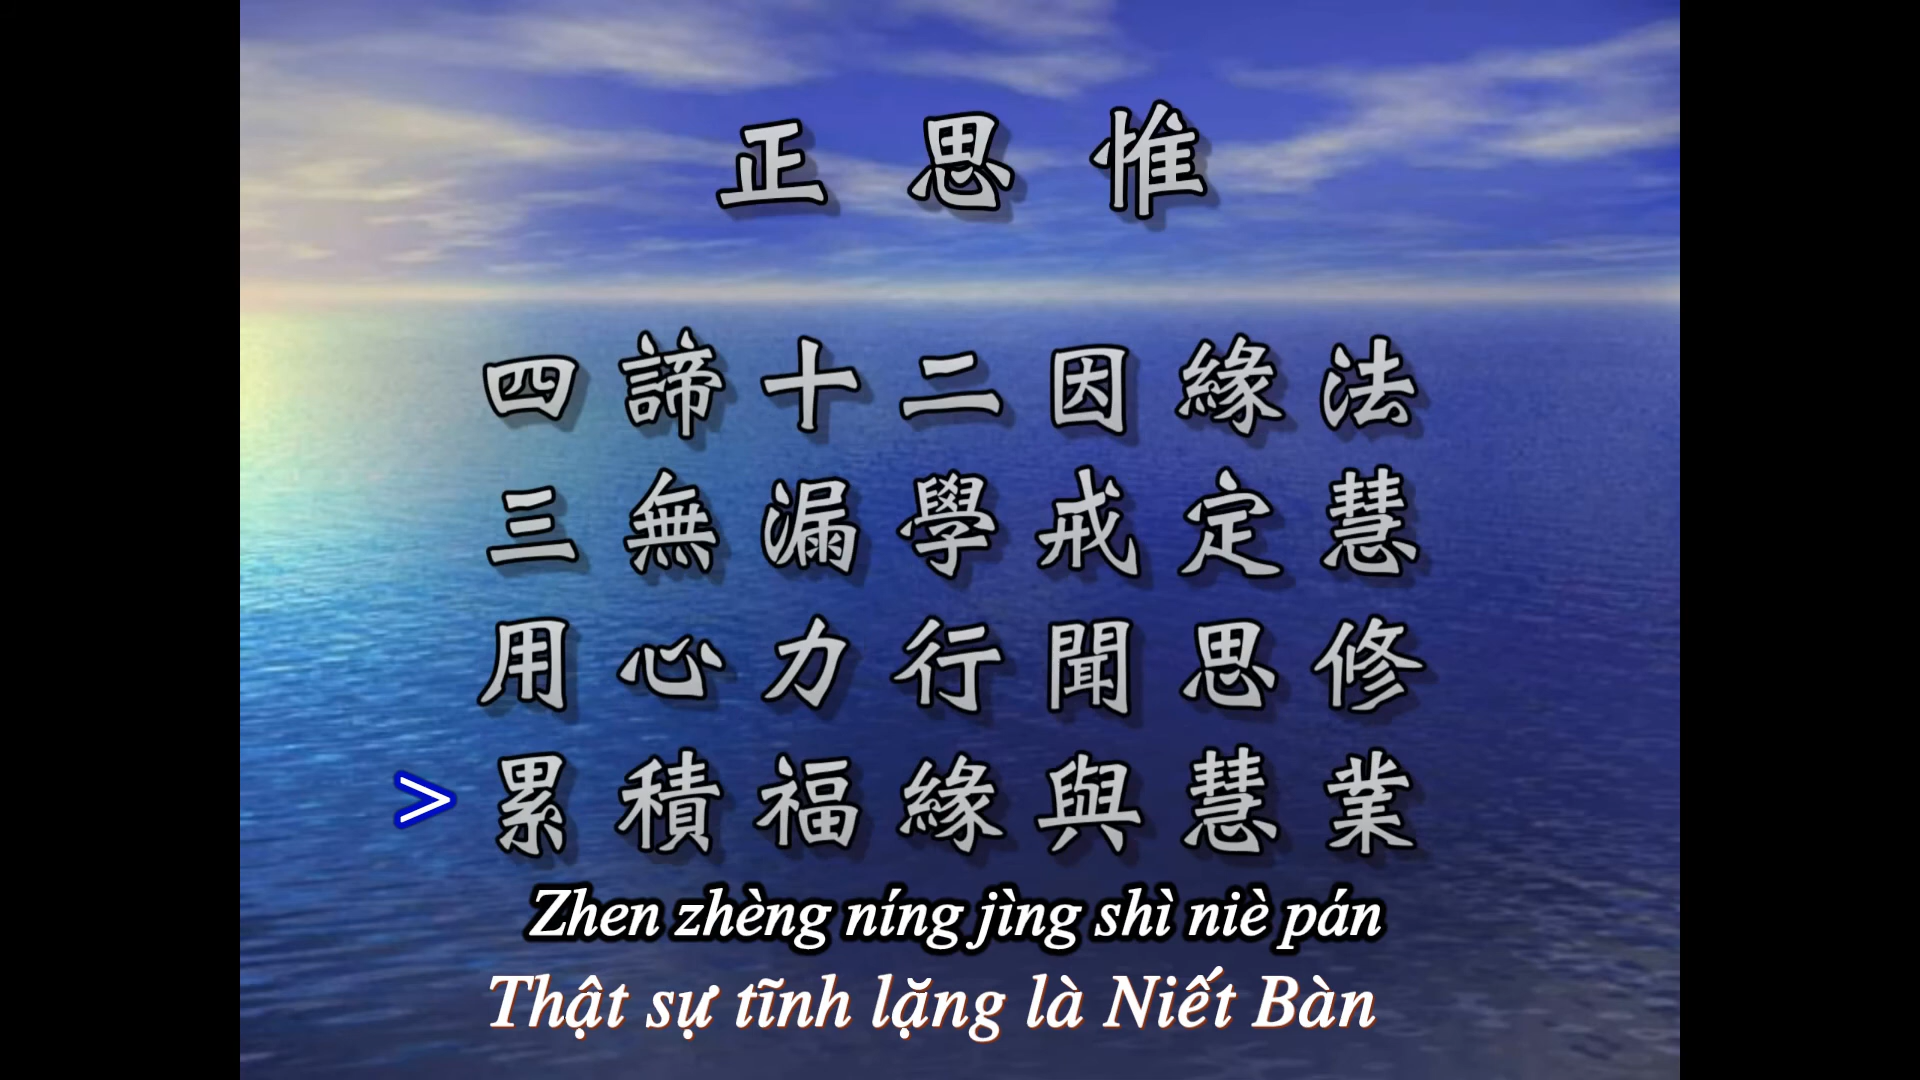 正思惟
四諦十二因緣法
三無漏學戒定慧
用心力行聞思修
> 累積福緣與慧業
Zhen zhèng níng jìng shì niè pán
Thật sự tĩnh lặng là Niết Bàn